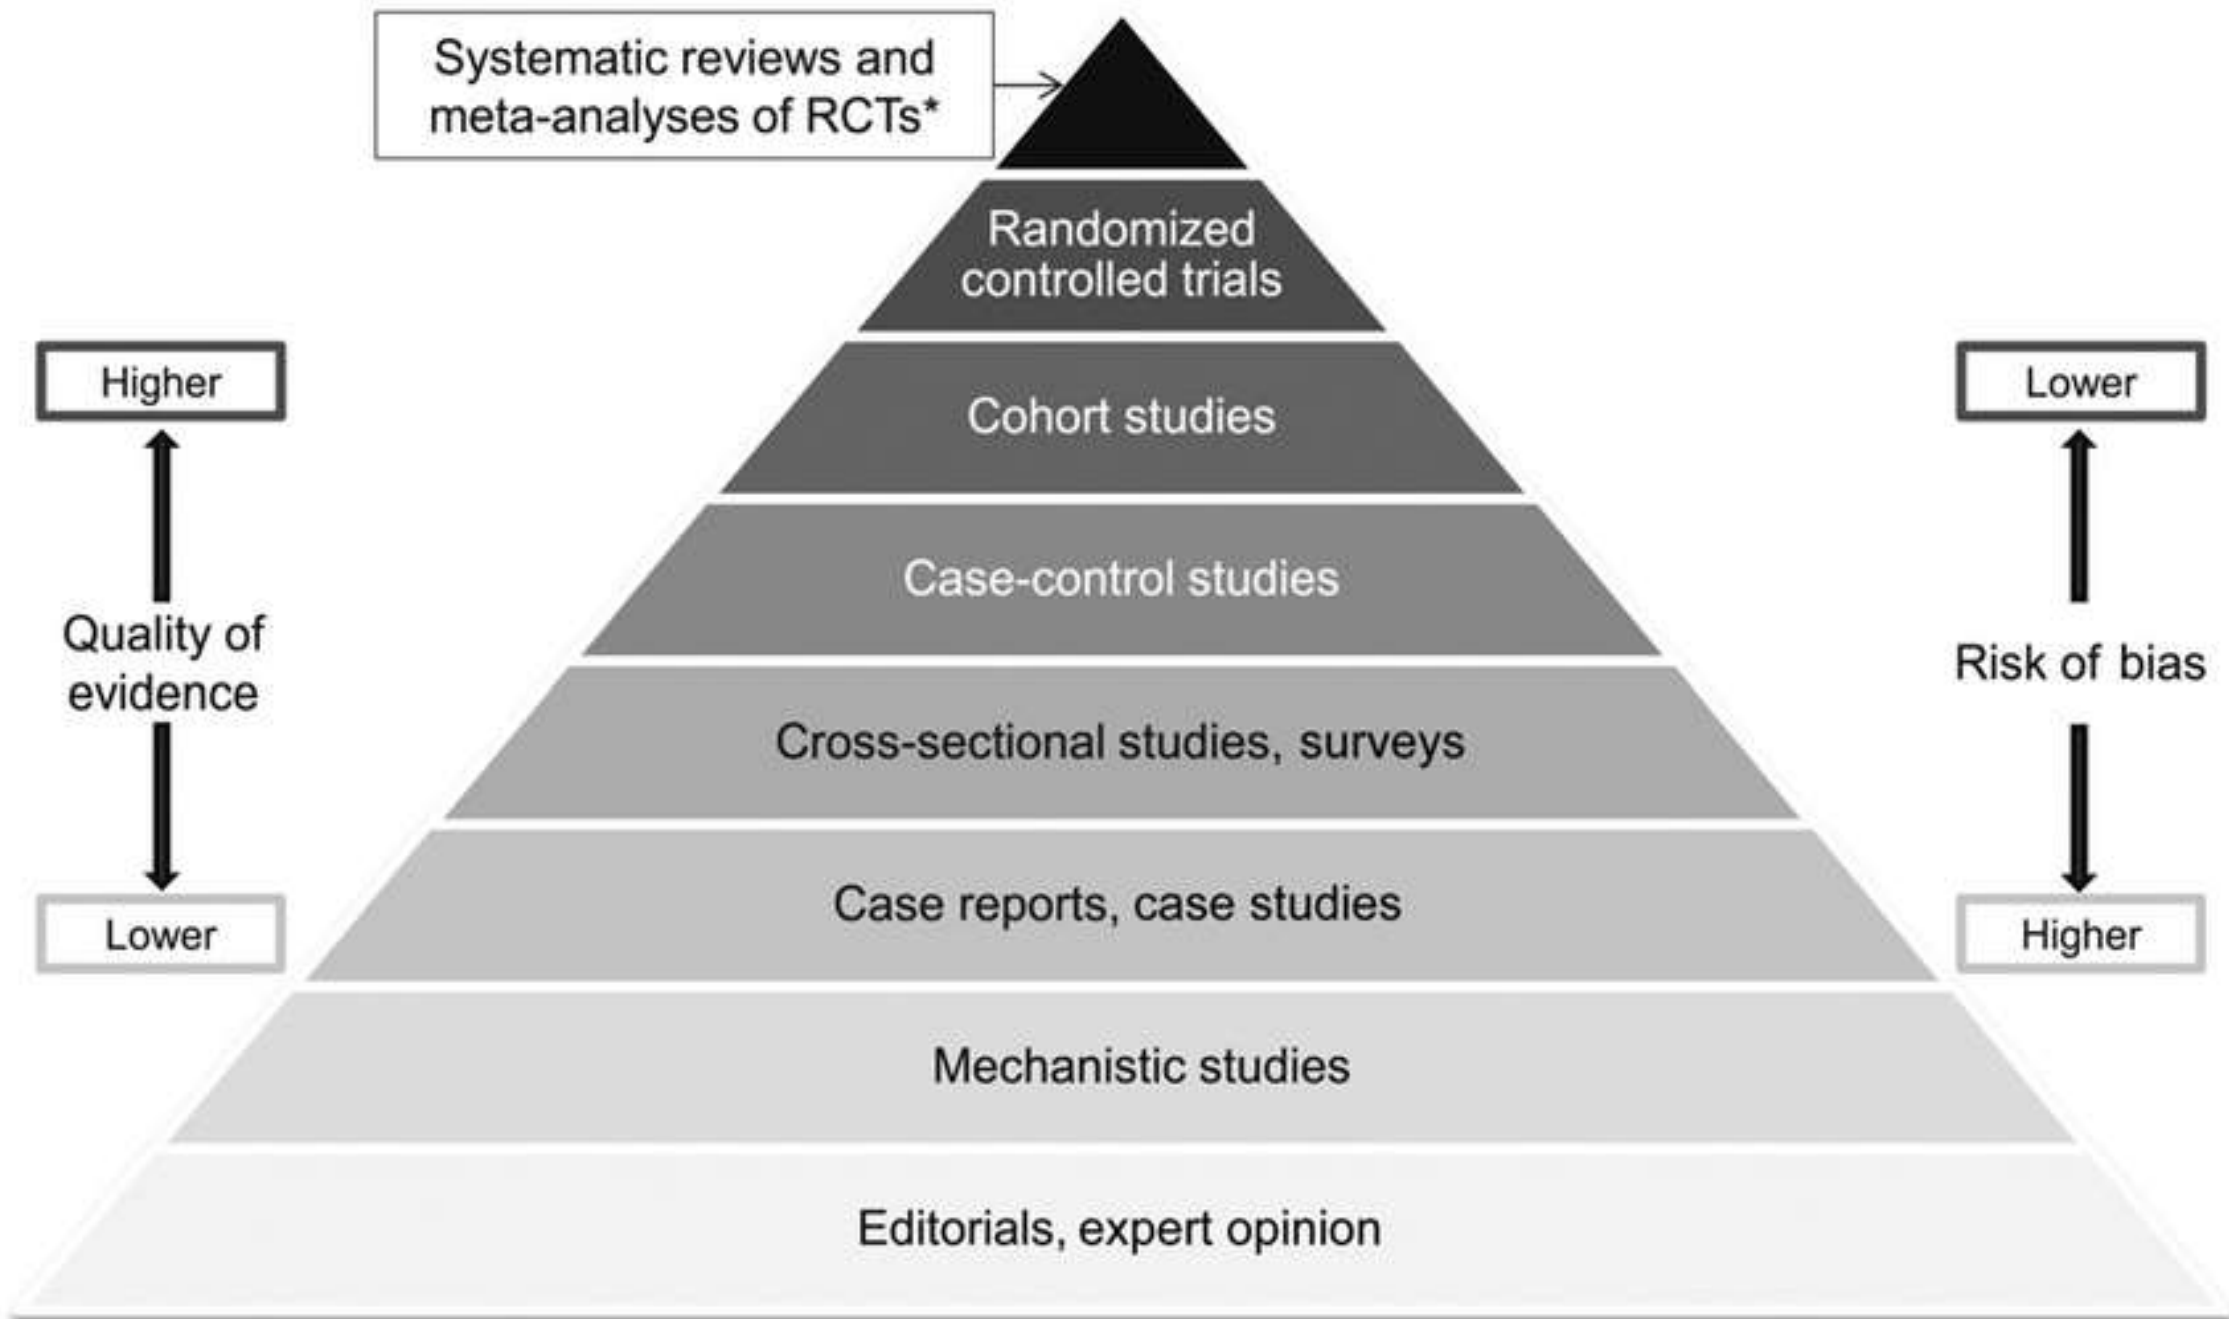 Systematic reviews and
meta-analyses of RCTs*
Randomized
controlled trials
Higher
Lower
Cohort studies
Case-control studies
Quality of
evidence
Risk of bias
Cross-sectional studies, surveys
Case reports, case studies
Lower
Higher
Mechanistic studies
Editorials, expert opinion